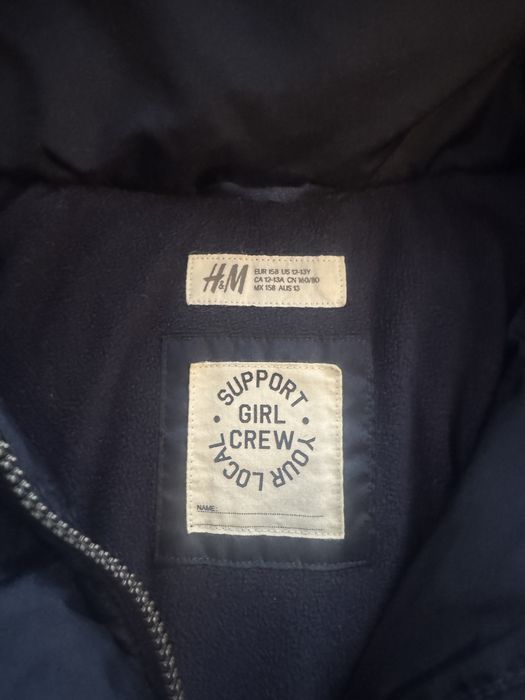 H&M
EUR 158 US 12-13Y
CA 12-13A CN 160/80
MX 158 AUS 13
SUPPORT
GIRL
CREW
YOUR LOCAL
NAME: